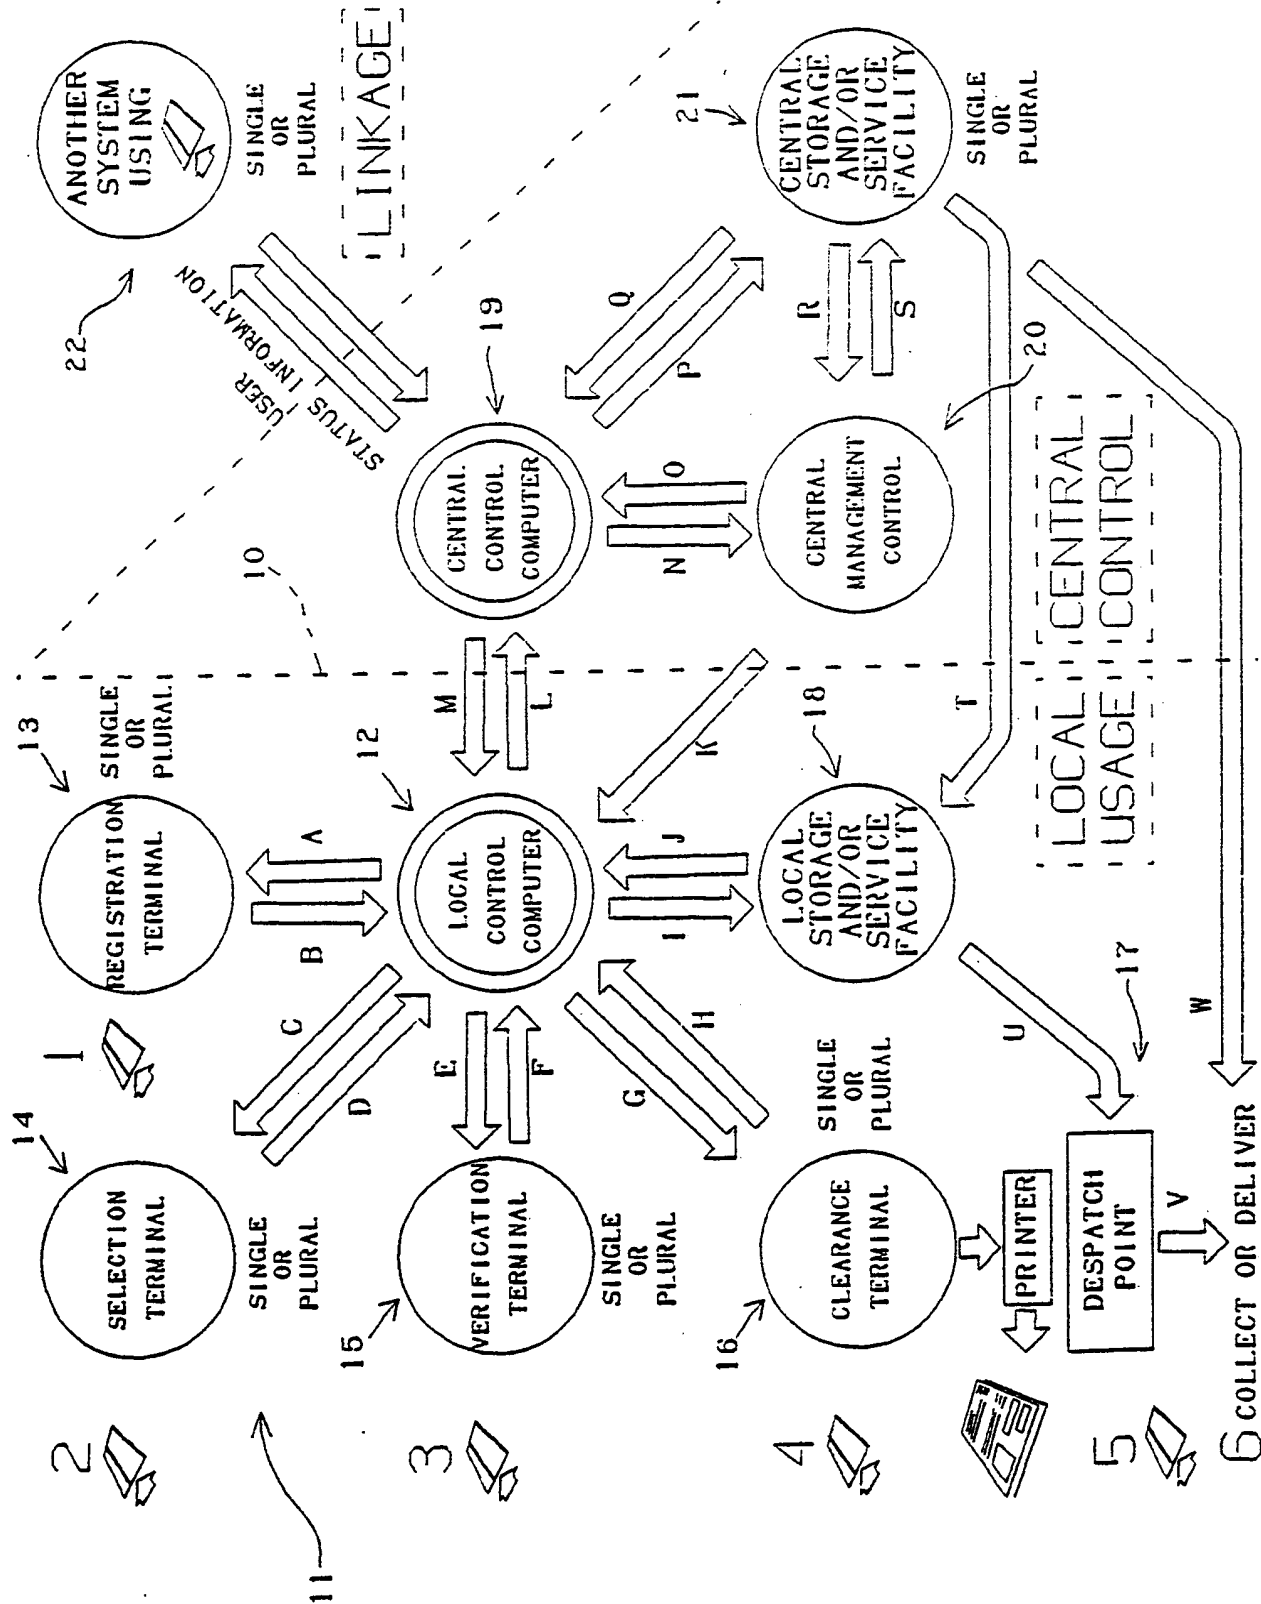 11
2
14
SELECTION
TERMINAL
SINGLE
OR
PLURAL
1
13
REGISTRATION
TERMINAL
SINGLE
OR
PLURAL
22
ANOTHER
SYSTEM
USING
SINGLE
OR
PLURAL
LINKAGE
USER
STATUS INFORMATION
10
A
B
C
D
3
15
VERIFICATION
TERMINAL
SINGLE
OR
PLURAL
E
F
12
LOCAL
CONTROL
COMPUTER
M
L
19
CENTRAL
CONTROL
COMPUTER
G
H
I
J
K
N
O
P
Q
4
16
CLEARANCE
TERMINAL
SINGLE
OR
PLURAL
18
LOCAL
STORAGE
AND/OR
SERVICE
FACILITY
20
CENTRAL
MANAGEMENT
CONTROL
R
S
21
CENTRAL
STORAGE
AND/OR
SERVICE
FACILITY
SINGLE
OR
PLURAL
PRINTER
T
U
LOCAL
USAGE
CENTRAL
CONTROL
5
DESPATCH
POINT
17
V
W
6 COLLECT OR DELIVER